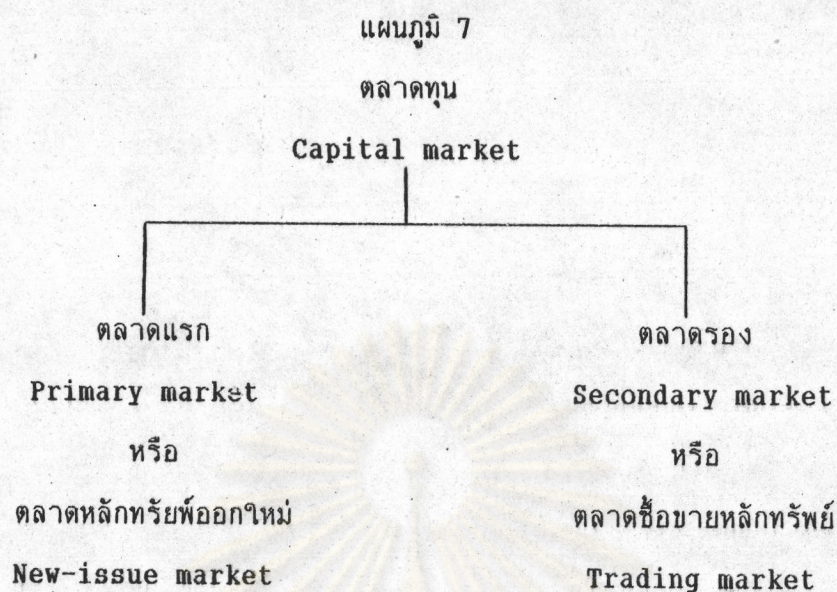 แผนภูมิ 7
ตลาดทุน
Capital market
ตลาดแรก
Primary market
หรือ
ตลาดหลักทรัยพ์ออกใหม่
New-issue market
ตลาดรอง
Secondary market
หรือ
ตลาดซื้อขายหลักทรัพย์
Trading market